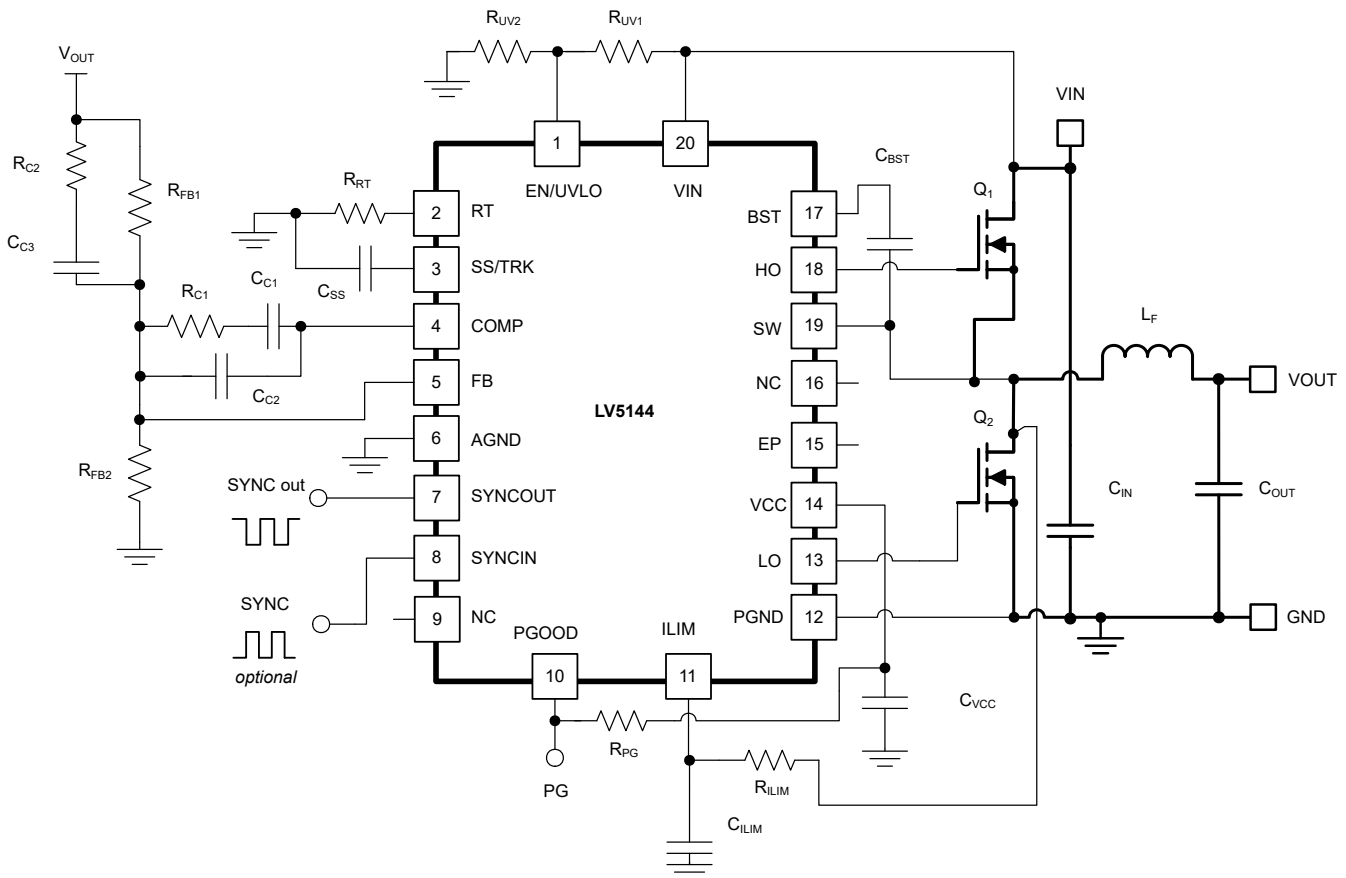 RUV2
RUV1
VOUT
VIN
1
20
CBST
RC2
RFB1
RRT
EN/UVLO
VIN
Q1
2
RT
BST
17
CC3
3
SS/TRK
HO
18
RC1
CC1
CSS
4
COMP
SW
19
LF
5
FB
NC
16
VOUT
CC2
LV5144
Q2
6
AGND
EP
15
RFB2
SYNC out
7
SYNCOUT
VCC
14
CIN
COUT
8
SYNCIN
LO
13
SYNC
9
NC
PGOOD
ILIM
PGND
12
GND
optional
10
11
CVCC
RPG
PG
RILIM
CILIM